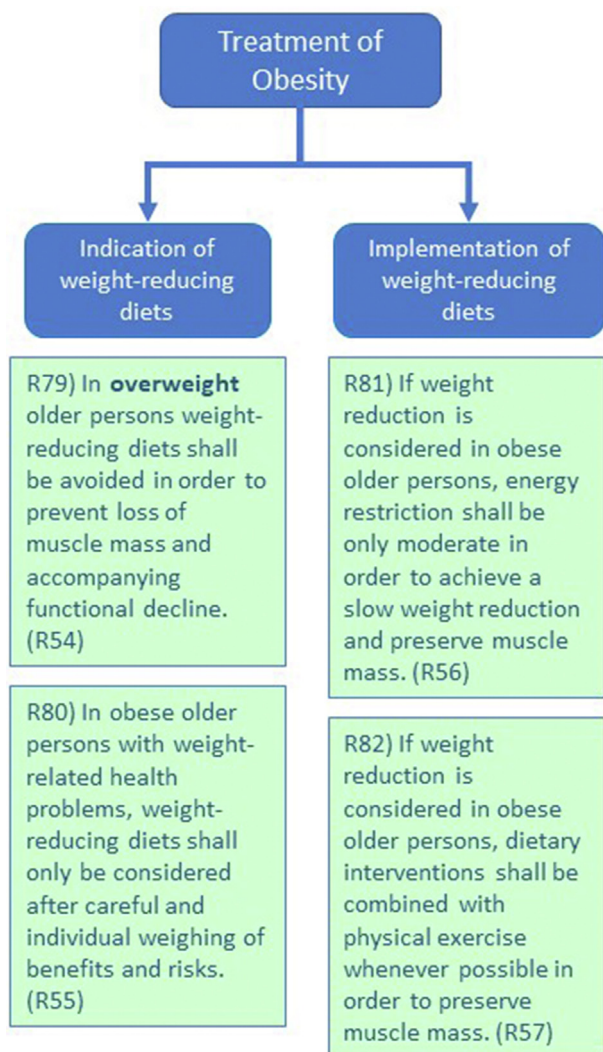 Treatment of
Obesity
Indication of
weight-reducing
diets
R79) In overweight
older persons weight-
reducing diets shall
be avoided in order to
prevent loss of
muscle mass and
accompanying
functional decline.
(R54)
R80) In obese older
persons with weight-
related health
problems, weight-
reducing diets shall
only be considered
after careful and
individual weighing of
benefits and risks.
(R55)
Implementation of
weight-reducing
diets
R81) If weight
reduction is
considered in obese
older persons, energy
restriction shall be
only moderate in
order to achieve a
slow weight reduction
and preserve muscle
mass. (R56)
R82) If weight
reduction is
considered in obese
older persons, dietary
interventions shall be
combined with
physical exercise
whenever possible in
order to preserve
muscle mass. (R57)